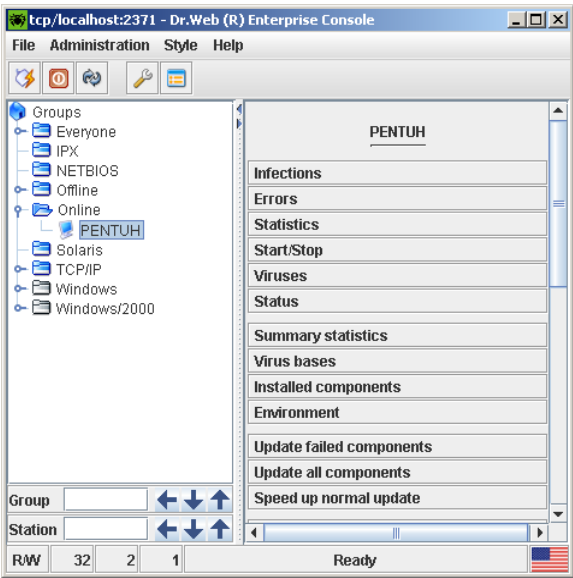 tcp/localhost:2371 - Dr.Web (R) Enterprise Console
File Administration Style Help
Groups
Everyone
IPX
NETBIOS
Offline
Online
PENTUH
Solaris
TCP/IP
Windows
Windows/2000
Group
Station
PENTUH
Infections
Errors
Statistics
Start/Stop
Viruses
Status
Summary statistics
Virus bases
Installed components
Environment
Update failed components
Update all components
Speed up normal update
R/W 32 2 1 Ready